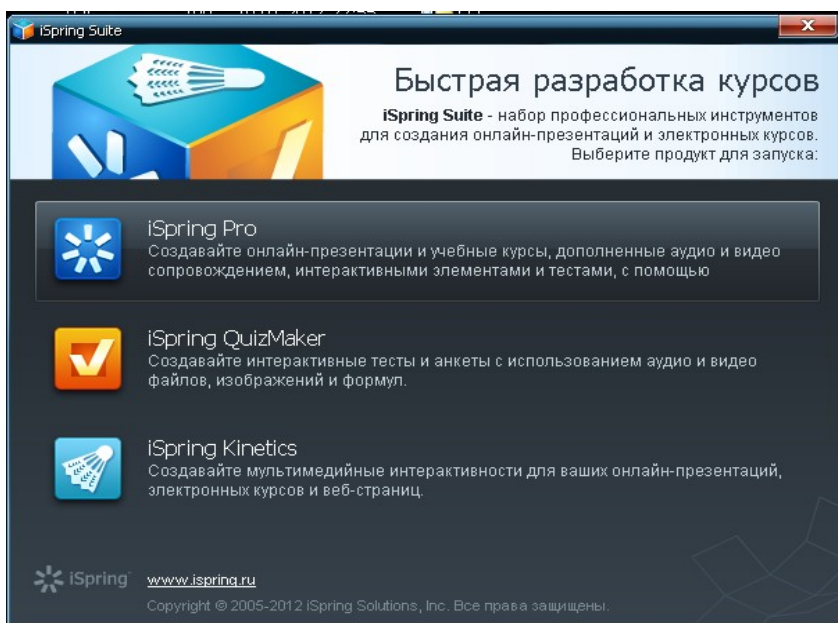 iSpring Suite
Быстрая разработка курсов
iSpring Suite - набор профессиональных инструментов
для создания онлайн-презентаций и электронных курсов.
Выберите продукт для запуска:
iSpring Pro
Создавайте онлайн-презентации и учебные курсы, дополненные аудио и видео
сопровождением, интерактивными элементами и тестами, с помощью
iSpring QuizMaker
Создавайте интерактивные тесты и анкеты с использованием аудио и видео
файлов, изображений и формул.
iSpring Kinetics
Создавайте мультимедийные интерактивности для ваших онлайн-презентаций,
электронных курсов и веб-страниц.
iSpring www.ispring.ru
Copyright © 2005-2012 iSpring Solutions, Inc. Все права защищены.